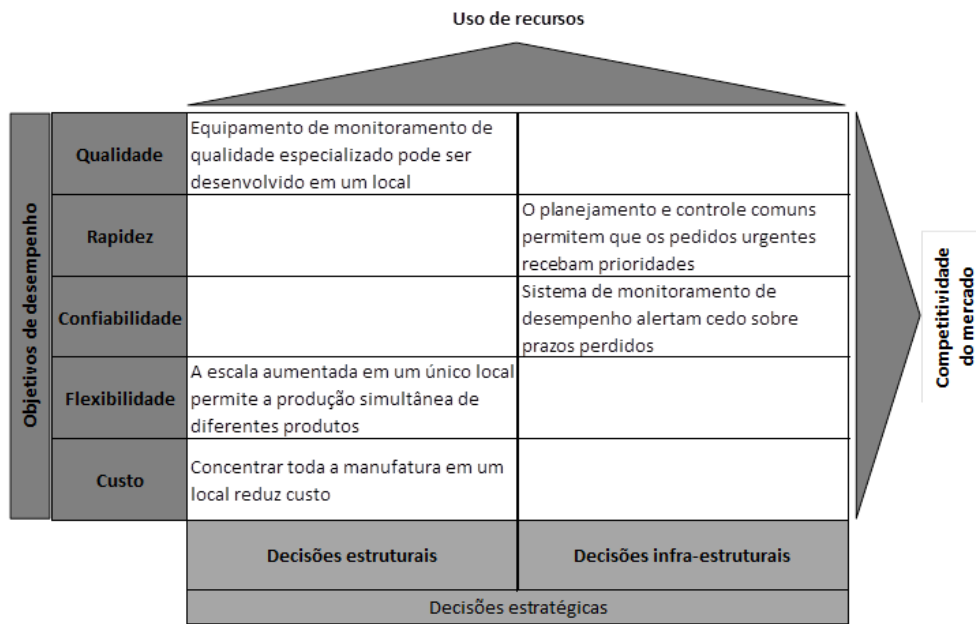 Uso de recursos
Objetivos de desempenho
Qualidade
Equipamento de monitoramento de
qualidade especializado pode ser
desenvolvido em um local
Rapidez
O planejamento e controle comuns
permitem que os pedidos urgentes
recebam prioridades
Confiabilidade
Sistema de monitoramento de
desempenho alertam cedo sobre
prazos perdidos
Flexibilidade
A escala aumentada em um único local
permite a produção simultânea de
diferentes produtos
Custo
Concentrar toda a manufatura em um
local reduz custo
Competitividade
do mercado
Decisões estruturais
Decisões infra-estruturais
Decisões estratégicas